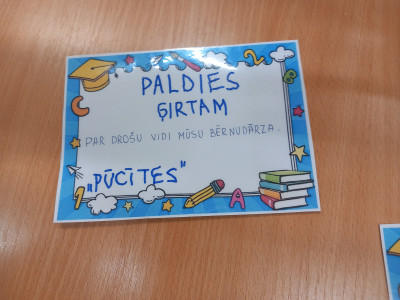 PALDIES
ĢIRTAM
PAR DROŠU VIDI MŪSU BĒRNUDĀRZĀ.
„PŪCĪTES"